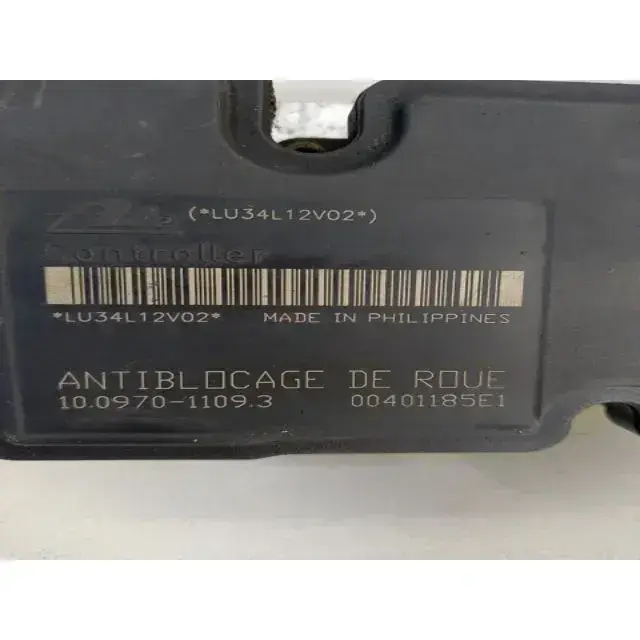 (*LU34L12V02*)
Controller
*LU34L12V02* MADE IN PHILIPPINES
ANTIBLOCAGE DE ROUE
10.0970-1109.3 00401185E1